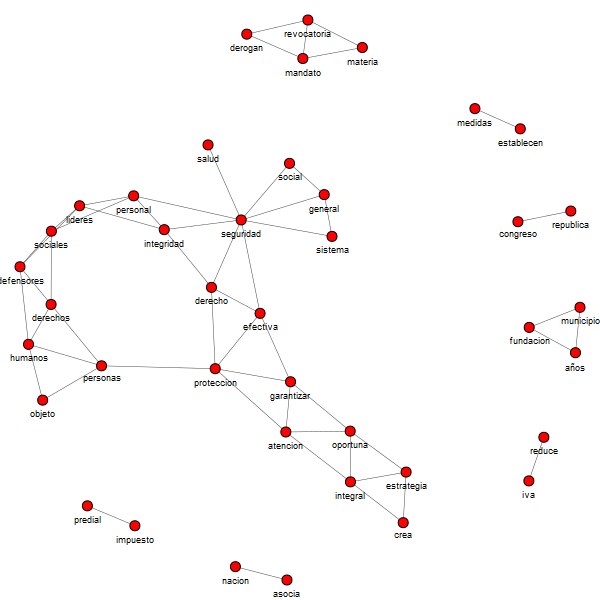 revocatoria
derogan
materia
mandato
medidas
establecen
salud
social
personal
general
lideres
republica
congreso
seguridad
integridad
sociales
sistema
defensores
derecho
derechos
municipio
efectiva
fundacion
humanos
años
personas
proteccion
garantizar
objeto
atencion
oportuna
reduce
estrategia
integral
iva
predial
crea
impuesto
nacion
asocia